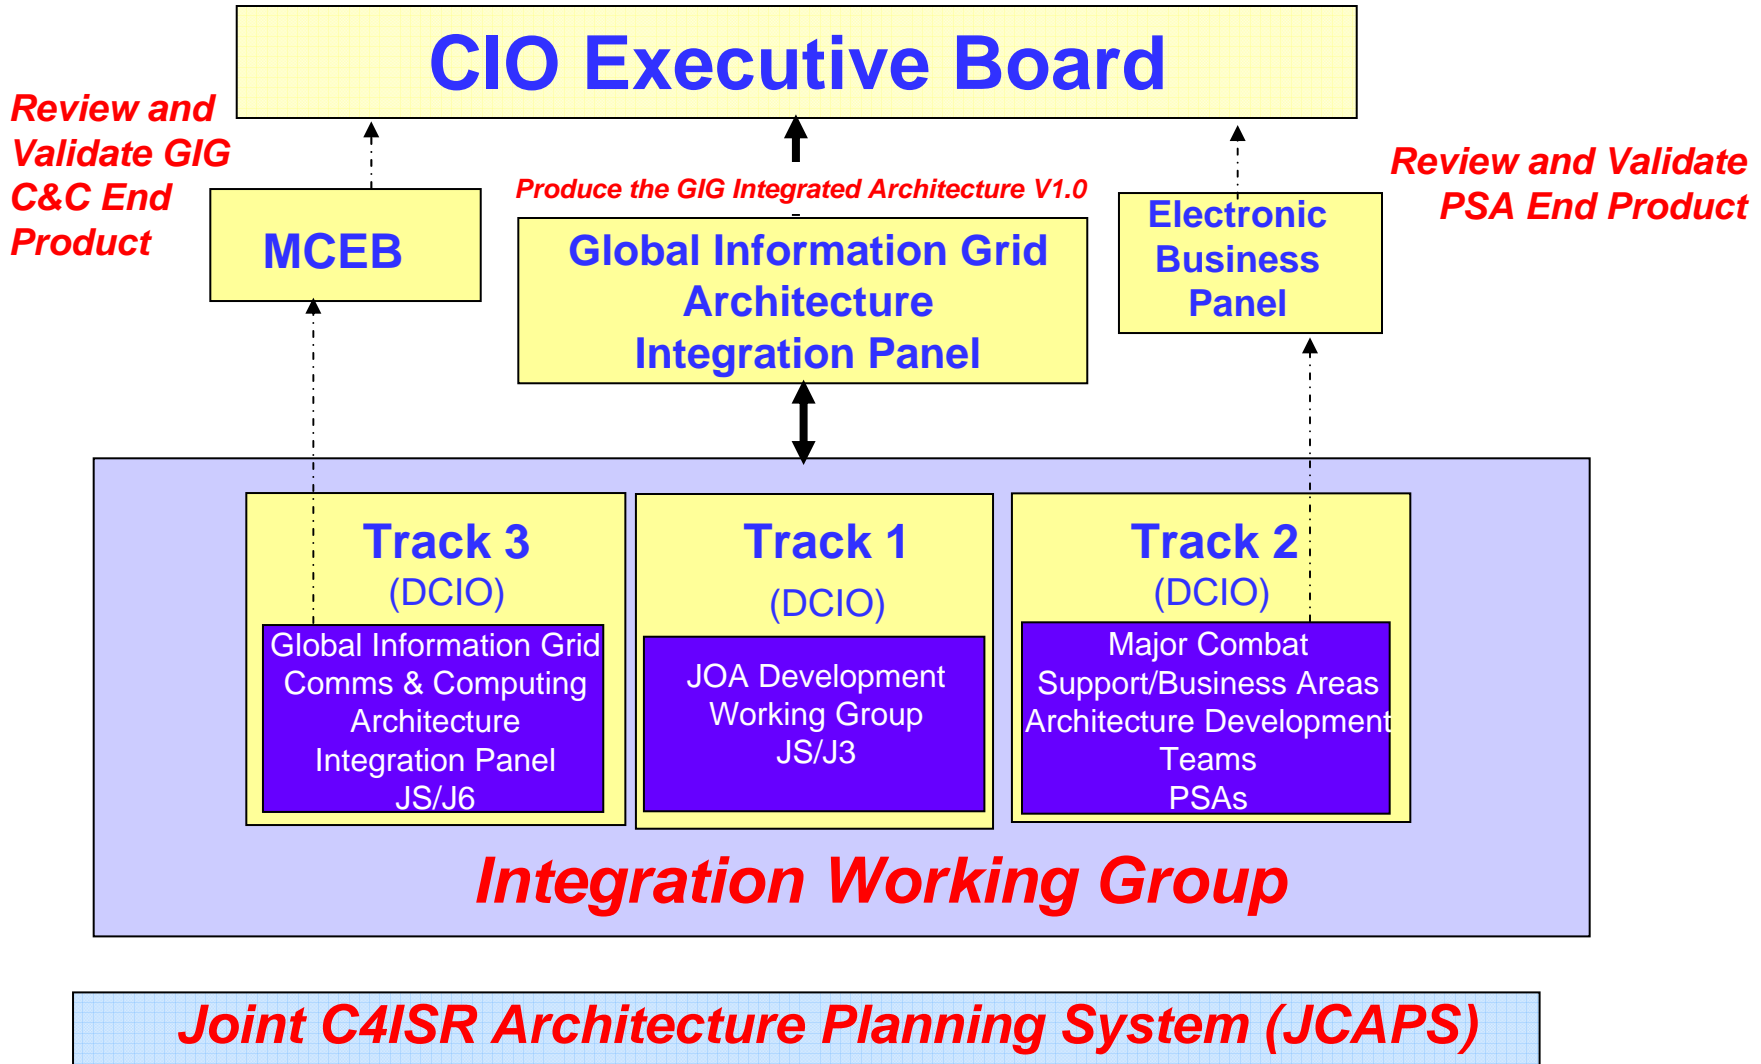 CIO Executive Board
Review and
Validate GIG
C&C End
Product
Produce the GIG Integrated Architecture V1.0
Review and Validate
PSA End Product
MCEB
Global Information Grid
Architecture
Integration Panel
Electronic
Business
Panel
Track 3
(DCIO)
Global Information Grid
Comms & Computing
Architecture
Integration Panel
JS/J6
Track 1
(DCIO)
JOA Development
Working Group
JS/J3
Track 2
(DCIO)
Major Combat
Support/Business Areas
Architecture Development
Teams
PSAs
Integration Working Group
Joint C4ISR Architecture Planning System (JCAPS)